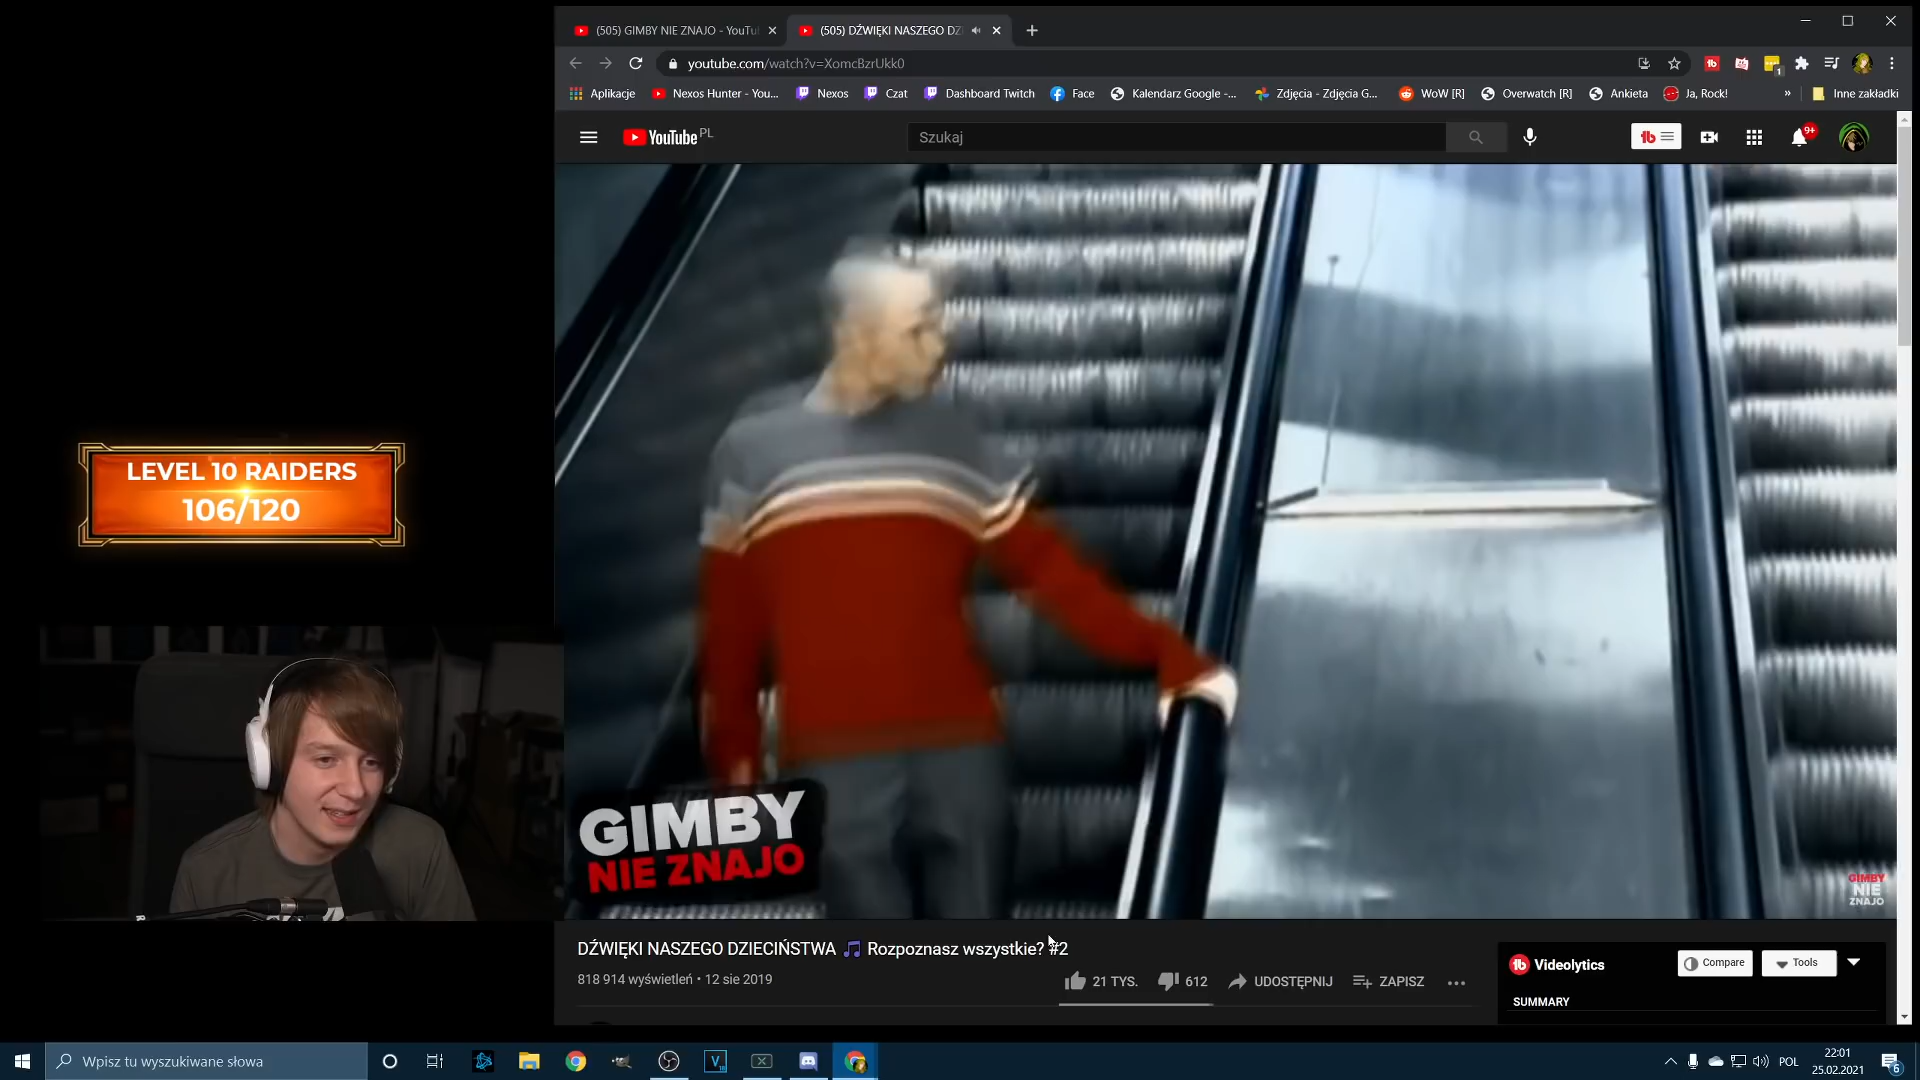 (505) GIMBY NIE ZNAJO - YouTu
(505) DŹWIĘKI NASZEGO DZ
youtube.com/watch?v=XomcBzrUkk0
1
Aplikacje
Nexos Hunter - You...
Nexos
Czat
Dashboard Twitch
Face
Kalendarz Google -...
Zdjęcia - Zdjęcia G...
WoW [R]
Overwatch [R]
Ankieta
Ja, Rock!
»
Inne zakładki
YouTube PL
Szukaj
9+
LEVEL 10 RAIDERS
106/120
GIMBY
NIE ZNAJO
GIMBY
NIE
ZNAJO
DŹWIĘKI NASZEGO DZIECIŃSTWA 🎵 Rozpoznasz wszystkie? #2
818 914 wyświetleń • 12 sie 2019
21 TYS.
612
UDOSTĘPNIJ
ZAPISZ
Videolytics
Compare
Tools
SUMMARY
Wpisz tu wyszukiwane słowa
POL
22:01
25.02.2021
6